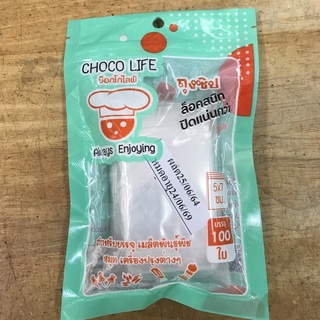 CHOCO LIFE
ช็อกโกไลฟ์
Always Enjoying
ถุงซิป
ล็อคสนิท
ปิดแน่นกว่า
ผลิต25/06/64
หมดอายุ24/06/69
5x7
ซม.
บรรจุ
100
ใบ
สำหรับบรรจุ เมล็ดพันธุ์พืช
สมุด เครื่องปรุงต่างๆ